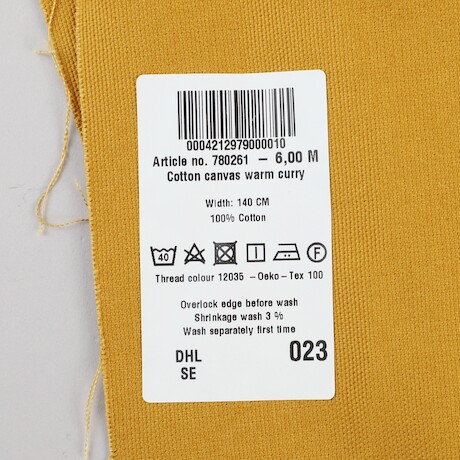 0004212979000010
Article no. 780261 – 6,00 M
Cotton canvas warm curry
Width: 140 CM
100% Cotton
40 F
Thread colour 12035 – Oeko – Tex 100
Overlock edge before wash
Shrinkage wash 3 %
Wash separately first time
DHL 023
SE